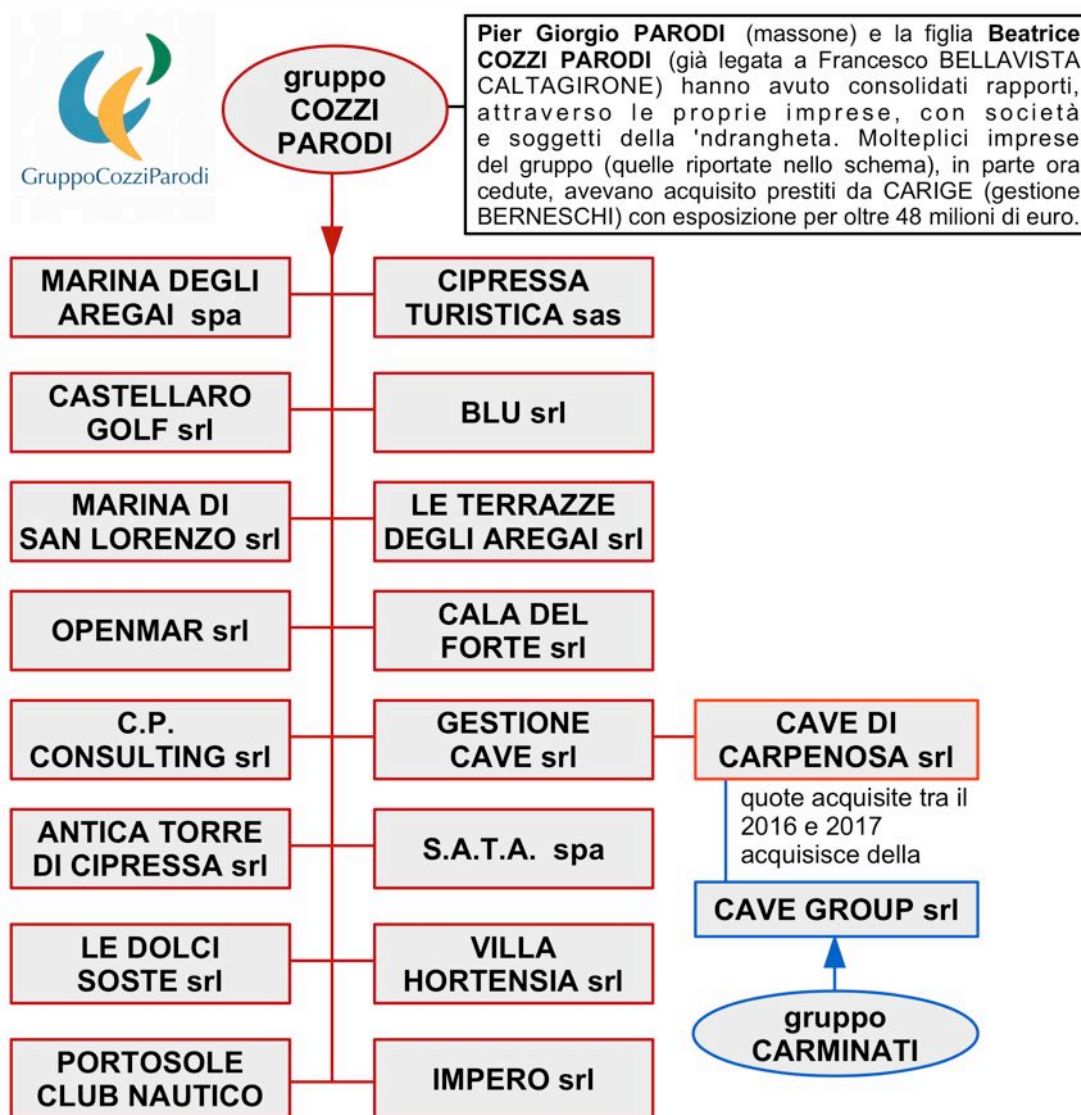 GruppoCozziParodi
gruppo
COZZI
PARODI
Pier Giorgio PARODI (massone) e la figlia Beatrice
COZZI PARODI (già legata a Francesco BELLAVISTA
CALTAGIRONE) hanno avuto consolidati rapporti,
attraverso le proprie imprese, con società
e soggetti della 'ndrangheta. Molteplici imprese
del gruppo (quelle riportate nello schema), in parte ora
cedute, avevano acquisito prestiti da CARIGE (gestione
BERNESCHI) con esposizione per oltre 48 milioni di euro.
MARINA DEGLI
AREGAI spa
CIPRESSA
TURISTICA sas
CASTELLARO
GOLF srl
BLU srl
MARINA DI
SAN LORENZO srl
LE TERRAZZE
DEGLI AREGAI srl
OPENMAR srl
CALA DEL
FORTE srl
C.P.
CONSULTING srl
GESTIONE
CAVE srl
CAVE DI
CARPENOSA srl
quote acquisite tra il
2016 e 2017
acquisisce della
ANTICA TORRE
DI CIPRESSA srl
S.A.T.A. spa
CAVE GROUP srl
LE DOLCI
SOSTE srl
VILLA
HORTENSIA srl
gruppo
CARMINATI
PORTOSOLE
CLUB NAUTICO
IMPERO srl